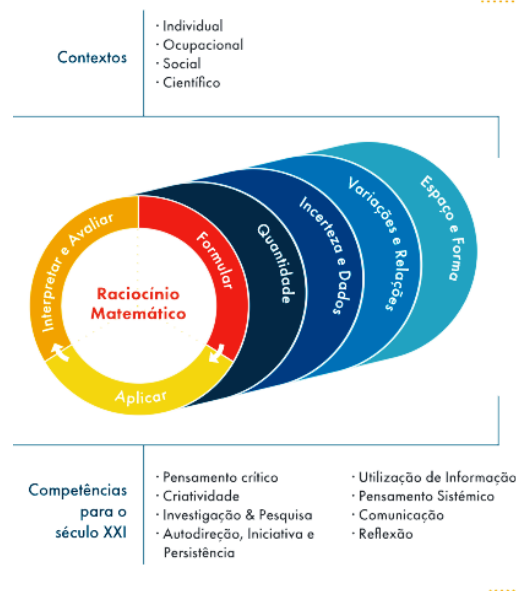 Contextos
· Individual
· Ocupacional
· Social
· Científico
Interpretar e Avaliar
Formular
Aplicar
Raciocínio
Matemático
Quantidade
Incerteza e Dados
Variações e Relações
Espaço e Forma
Competências
para o
século XXI
· Pensamento crítico
· Criatividade
· Investigação & Pesquisa
· Autodireção, Iniciativa e
Persistência
· Utilização de Informação
· Pensamento Sistémico
· Comunicação
· Reflexão